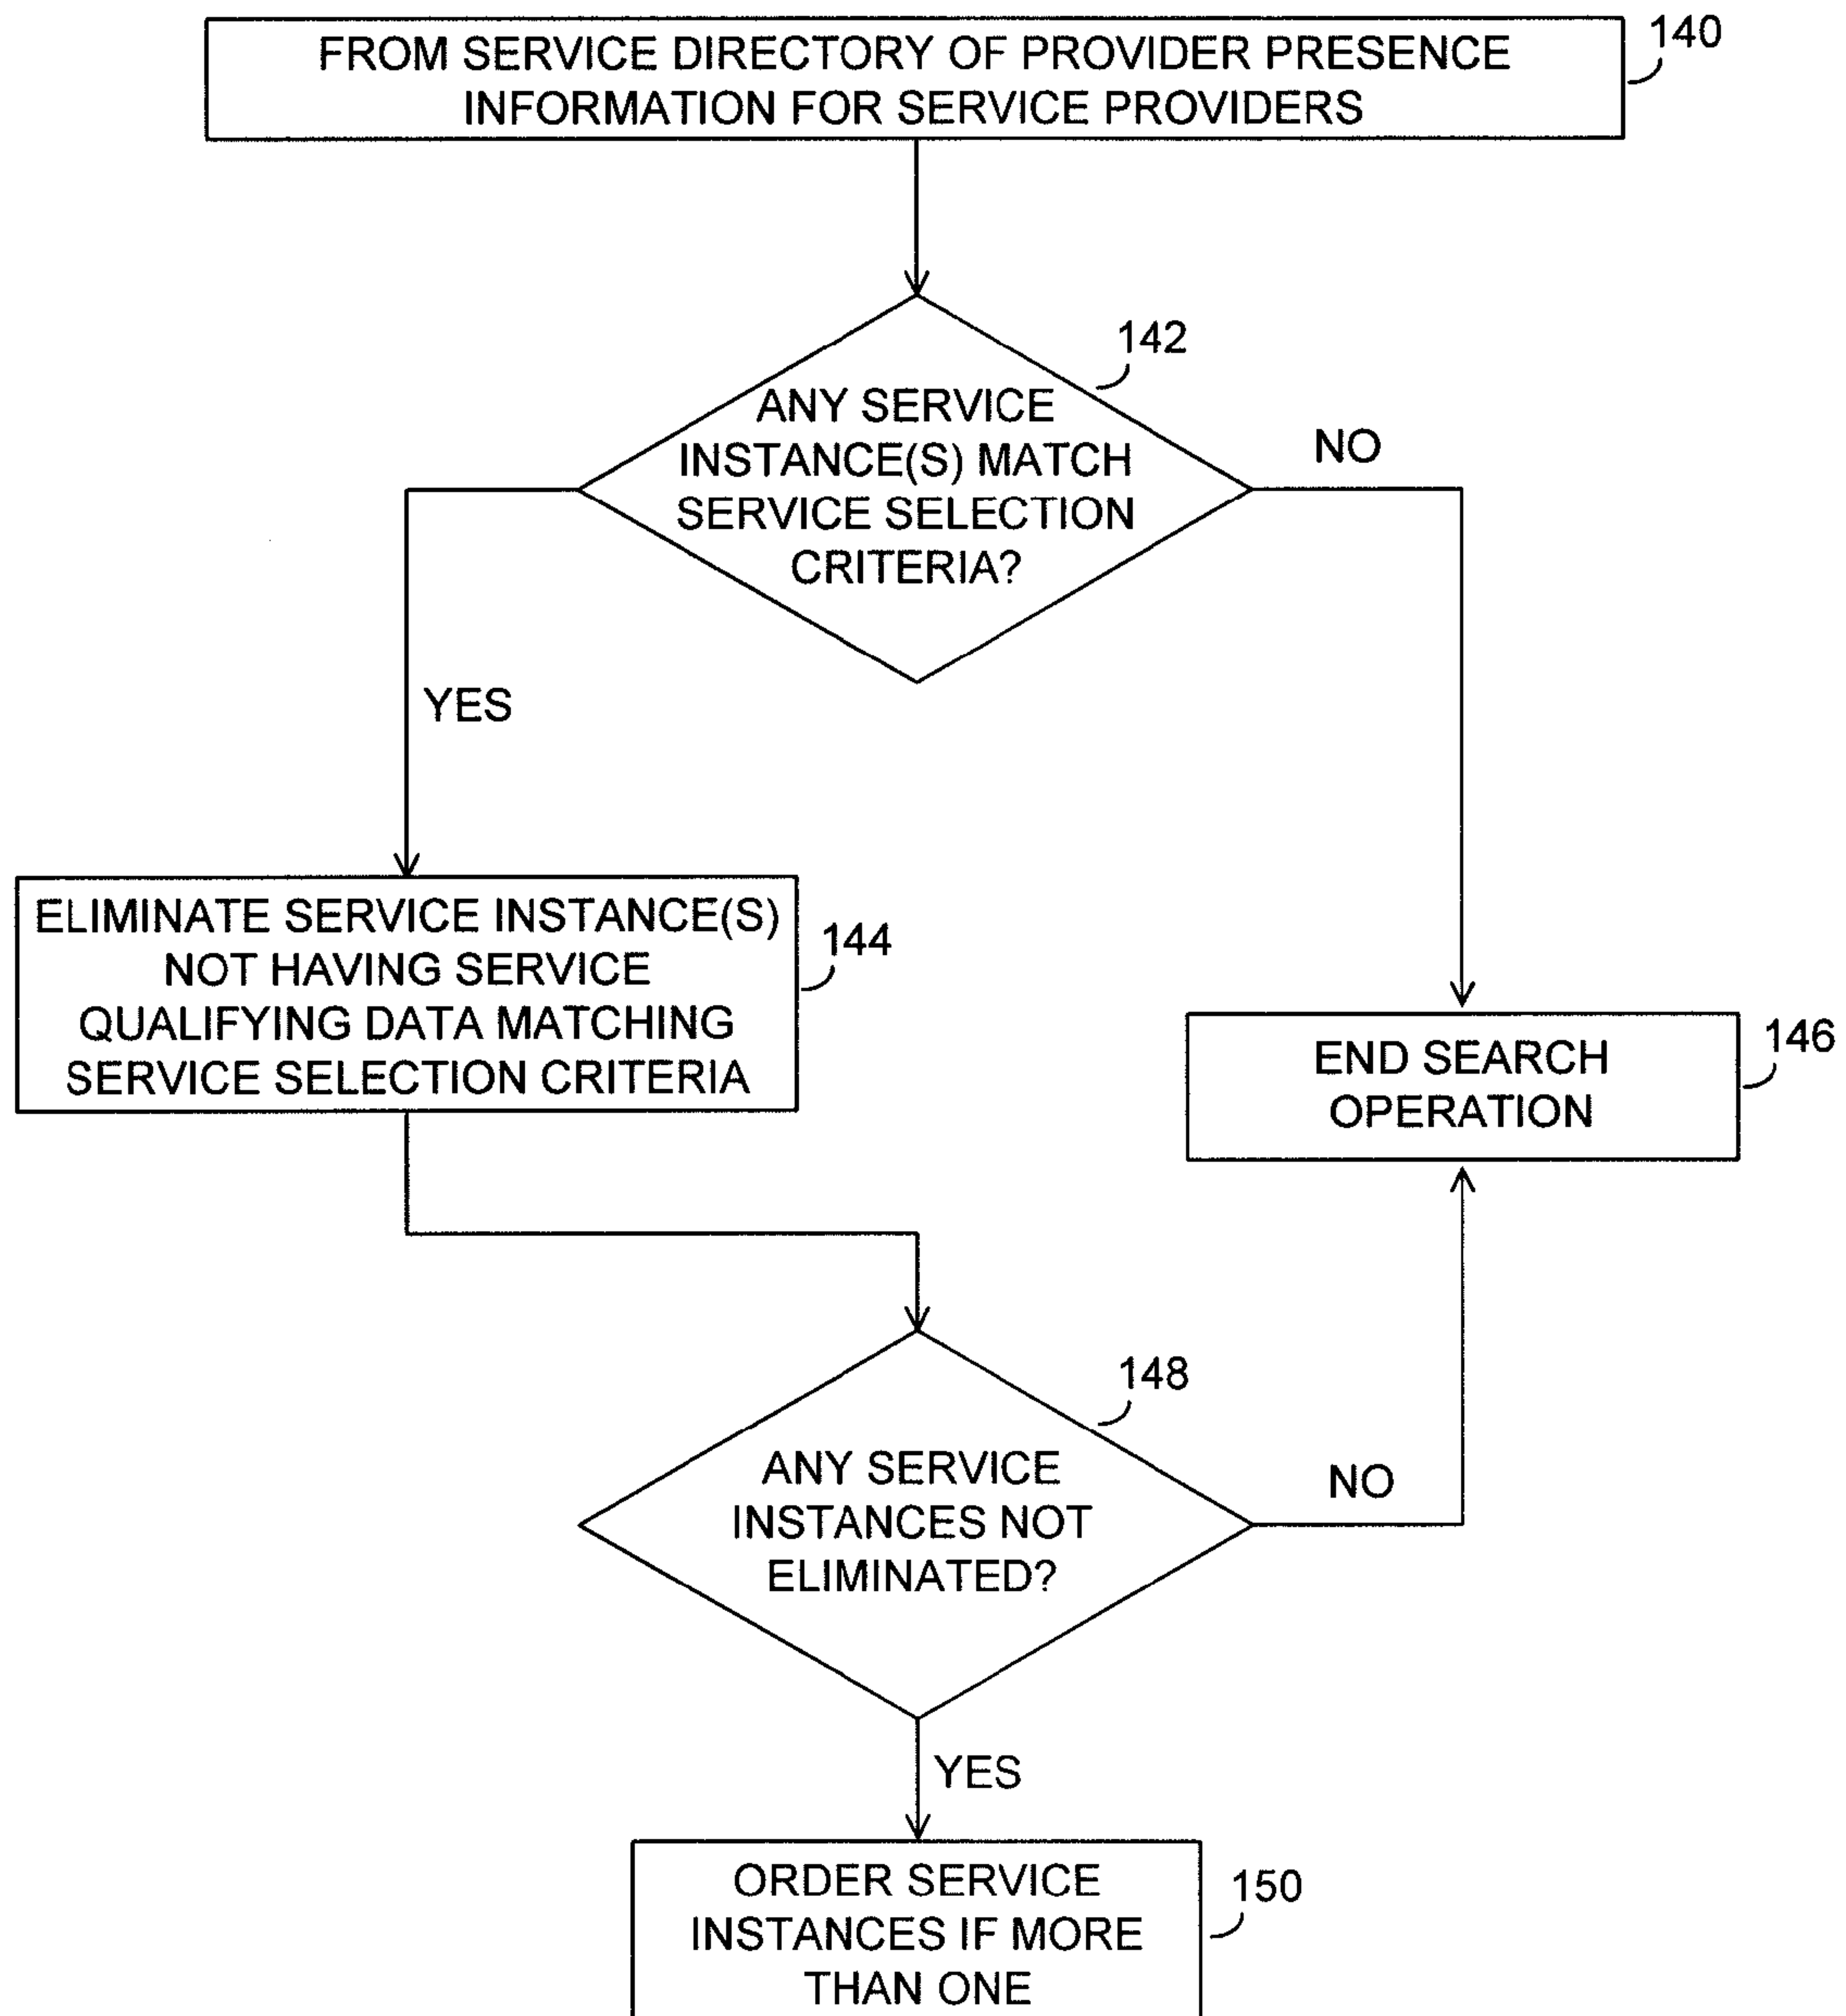 FROM SERVICE DIRECTORY OF PROVIDER PRESENCE
INFORMATION FOR SERVICE PROVIDERS
140
142
ANY SERVICE
INSTANCE(S) MATCH
SERVICE SELECTION
CRITERIA?
NO
YES
ELIMINATE SERVICE INSTANCE(S)
NOT HAVING SERVICE
QUALIFYING DATA MATCHING
SERVICE SELECTION CRITERIA
144
END SEARCH
OPERATION
146
148
ANY SERVICE
INSTANCES NOT
ELIMINATED?
NO
YES
ORDER SERVICE
INSTANCES IF MORE
THAN ONE
150